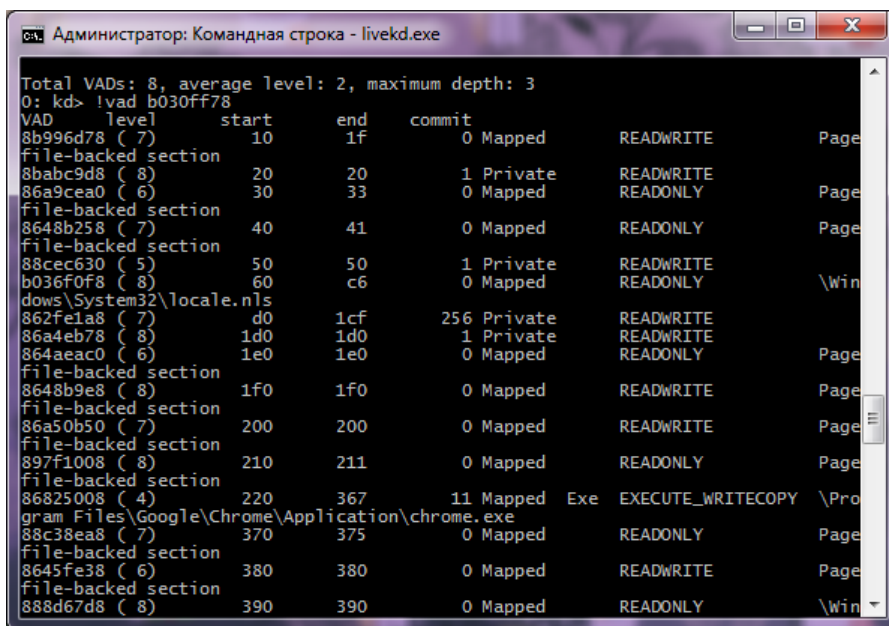 Администратор: Командная строка - livekd.exe
Total VADs: 8, average level: 2, maximum depth: 3
0: kd> !vad b030ff78
VAD     level      start      end    commit
8b996d78 ( 7)         10       1f         0 Mapped       READWRITE          Page
file-backed section
8babc9d8 ( 8)         20       20         1 Private      READWRITE
86a9cea0 ( 6)         30       33         0 Mapped       READONLY           Page
file-backed section
8648b258 ( 7)         40       41         0 Mapped       READONLY           Page
file-backed section
88cec630 ( 5)         50       50         1 Private      READWRITE
b036f0f8 ( 8)         60       c6         0 Mapped       READONLY           \Win
dows\System32\locale.nls
862fe1a8 ( 7)         d0      1cf       256 Private      READWRITE
86a4eb78 ( 8)        1d0      1d0         1 Private      READWRITE
864aeac0 ( 6)        1e0      1e0         0 Mapped       READONLY           Page
file-backed section
8648b9e8 ( 8)        1f0      1f0         0 Mapped       READWRITE          Page
file-backed section
86a50b50 ( 7)        200      200         0 Mapped       READWRITE          Page
file-backed section
897f1008 ( 8)        210      211         0 Mapped       READONLY           Page
file-backed section
86825008 ( 4)        220      367        11 Mapped  Exe  EXECUTE_WRITECOPY  \Pro
gram Files\Google\Chrome\Application\chrome.exe
88c38ea8 ( 7)        370      375         0 Mapped       READONLY           Page
file-backed section
8645fe38 ( 6)        380      380         0 Mapped       READWRITE          Page
file-backed section
888d67d8 ( 8)        390      390         0 Mapped       READONLY           \Win